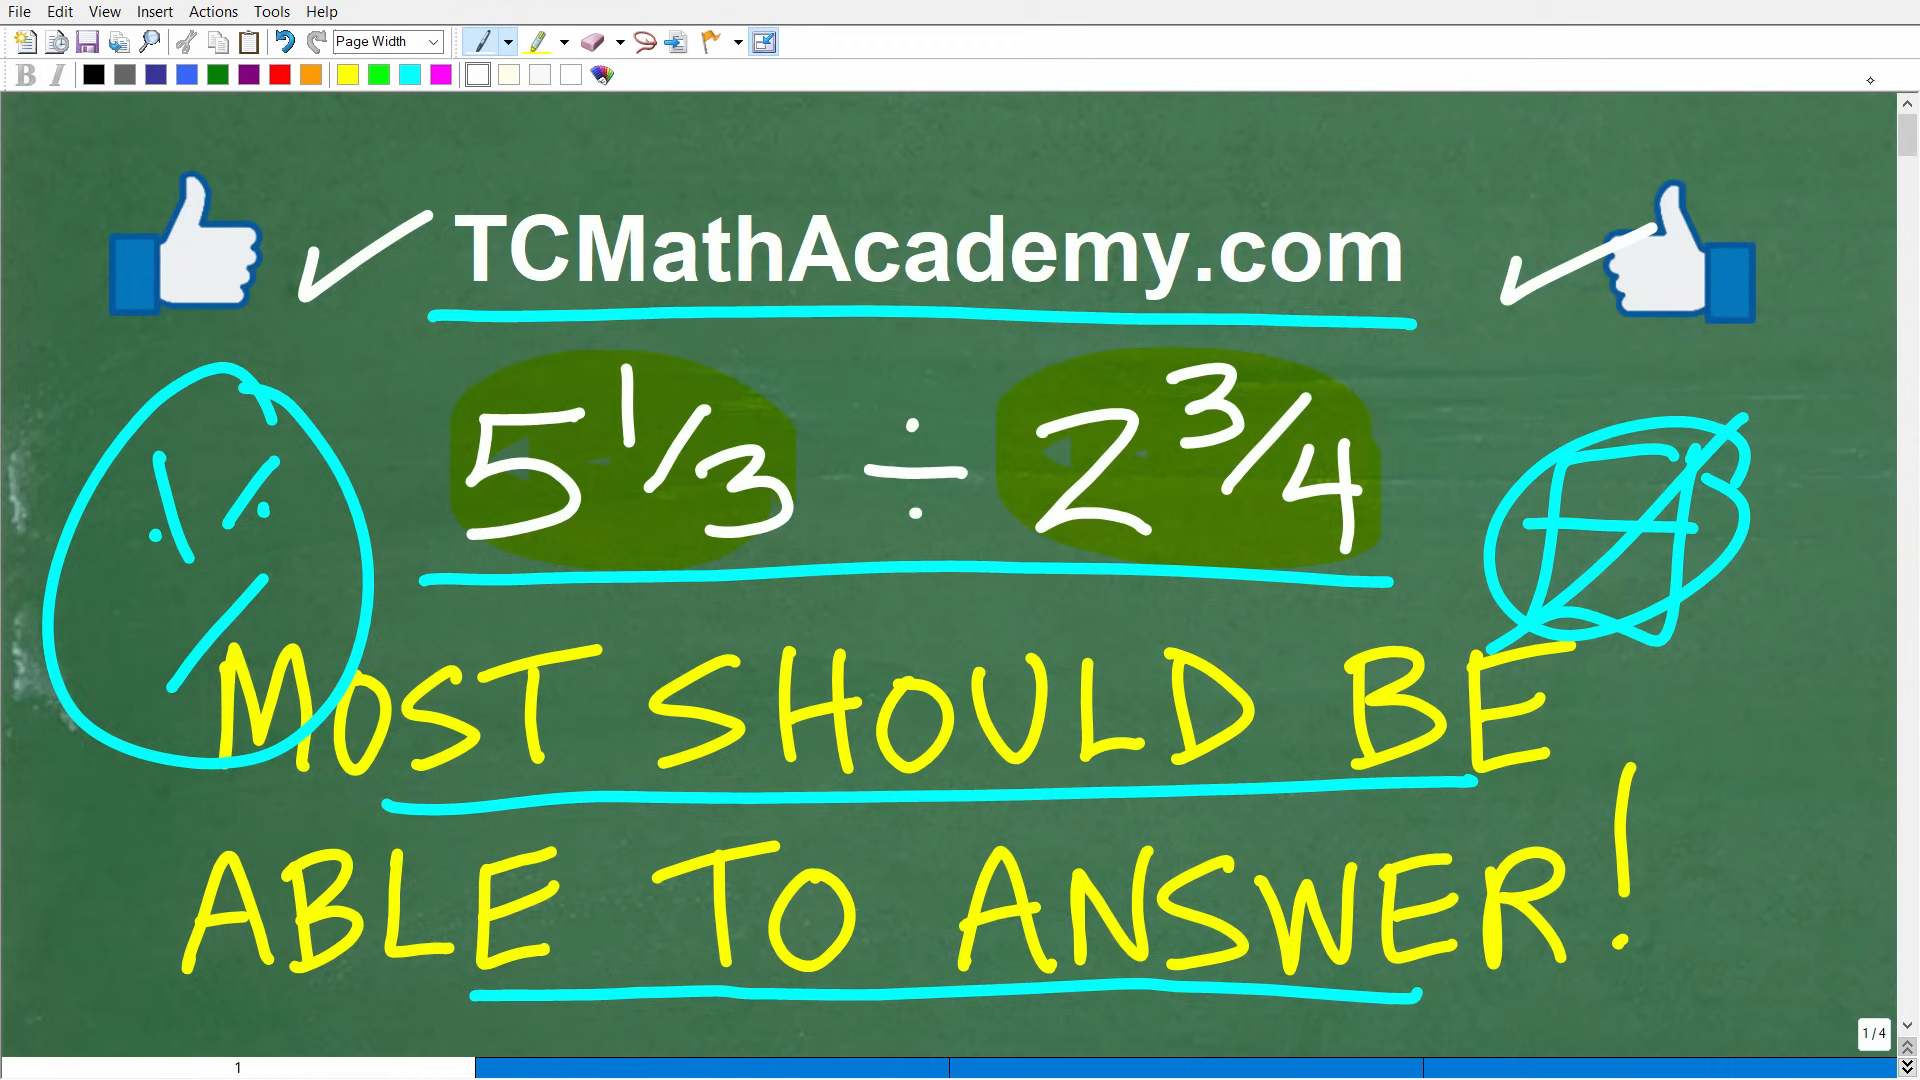 File Edit View Insert Actions Tools Help
Page Width
B I
TCMathAcademy.com
5 1/3 ÷ 2 3/4
MOST SHOULD BE
ABLE TO ANSWER!
1 / 4
1